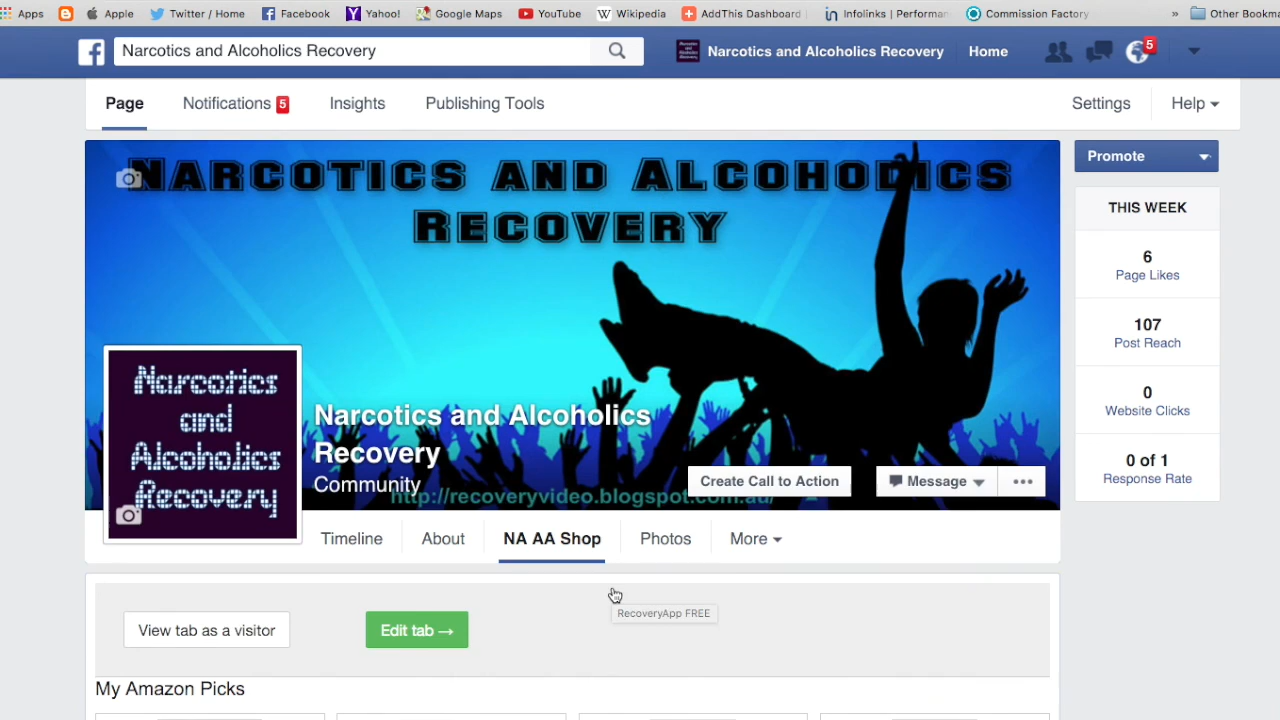 Apps Apple Twitter / Home Facebook Yahoo! Google Maps YouTube Wikipedia AddThis Dashboard Infolinks | Performan Commission Factory » Other Bookm
Narcotics and Alcoholics Recovery Narcotics and Alcoholics Recovery Home 5
Page Notifications 5 Insights Publishing Tools Settings Help
Narcotics and Alcohodics
Recovery
Promote
THIS WEEK
6
Page Likes
107
Post Reach
0
Website Clicks
0 of 1
Response Rate
Narcotics
and
Alcoholics
Recovery
Narcotics and Alcoholics
Recovery
Community
http://recoveryvideo.blogspot.com.au/
Create Call to Action Message •••
Timeline About NA AA Shop Photos More
RecoveryApp FREE
View tab as a visitor Edit tab →
My Amazon Picks